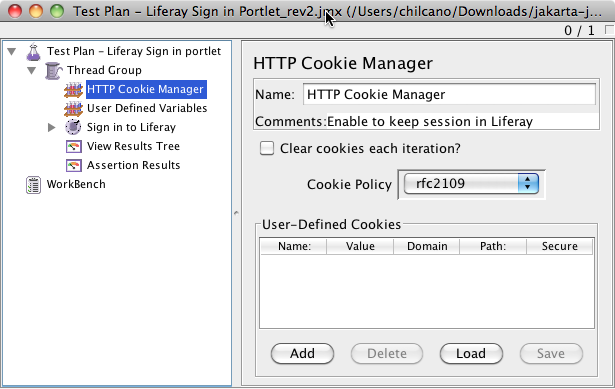 Test Plan – Liferay Sign in Portlet_rev2.jmx (/Users/chilcano/Downloads/jakarta-j...
0 / 1
Test Plan – Liferay Sign in portlet
Thread Group
HTTP Cookie Manager
User Defined Variables
Sign in to Liferay
View Results Tree
Assertion Results
WorkBench
HTTP Cookie Manager
Name: HTTP Cookie Manager
Comments: Enable to keep session in Liferay
Clear cookies each iteration?
Cookie Policy rfc2109
User-Defined Cookies
Name: Value Domain Path: Secure
Add Delete Load Save